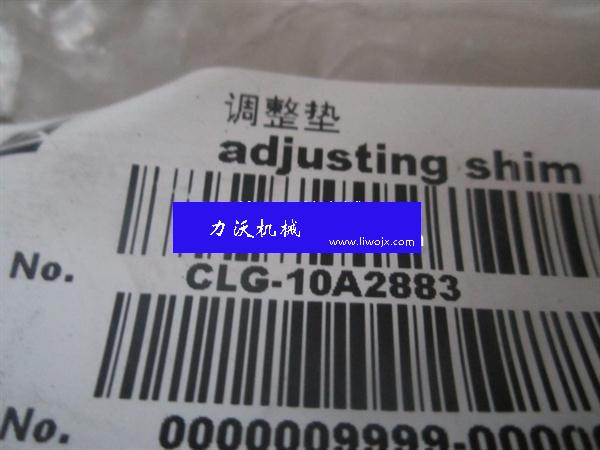 调整垫
adjusting shim
力沃机械
www.liwojx.com
No. CLG-10A2883
No. 0000009999-0000